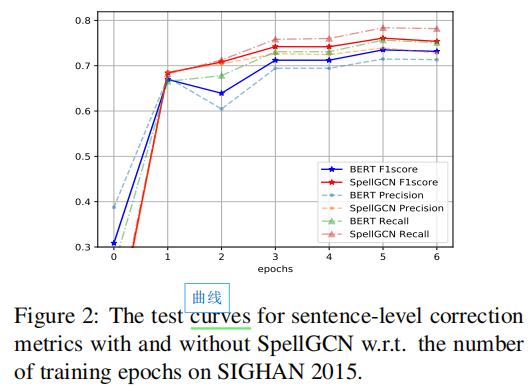 0.8
0.7
0.6
0.5
0.4
0.3
0 1 2 3 4 5 6
epochs
BERT F1score
SpellGCN F1score
BERT Precision
SpellGCN Precision
BERT Recall
SpellGCN Recall
曲线
Figure 2: The test curves for sentence-level correction
metrics with and without SpellGCN w.r.t. the number
of training epochs on SIGHAN 2015.